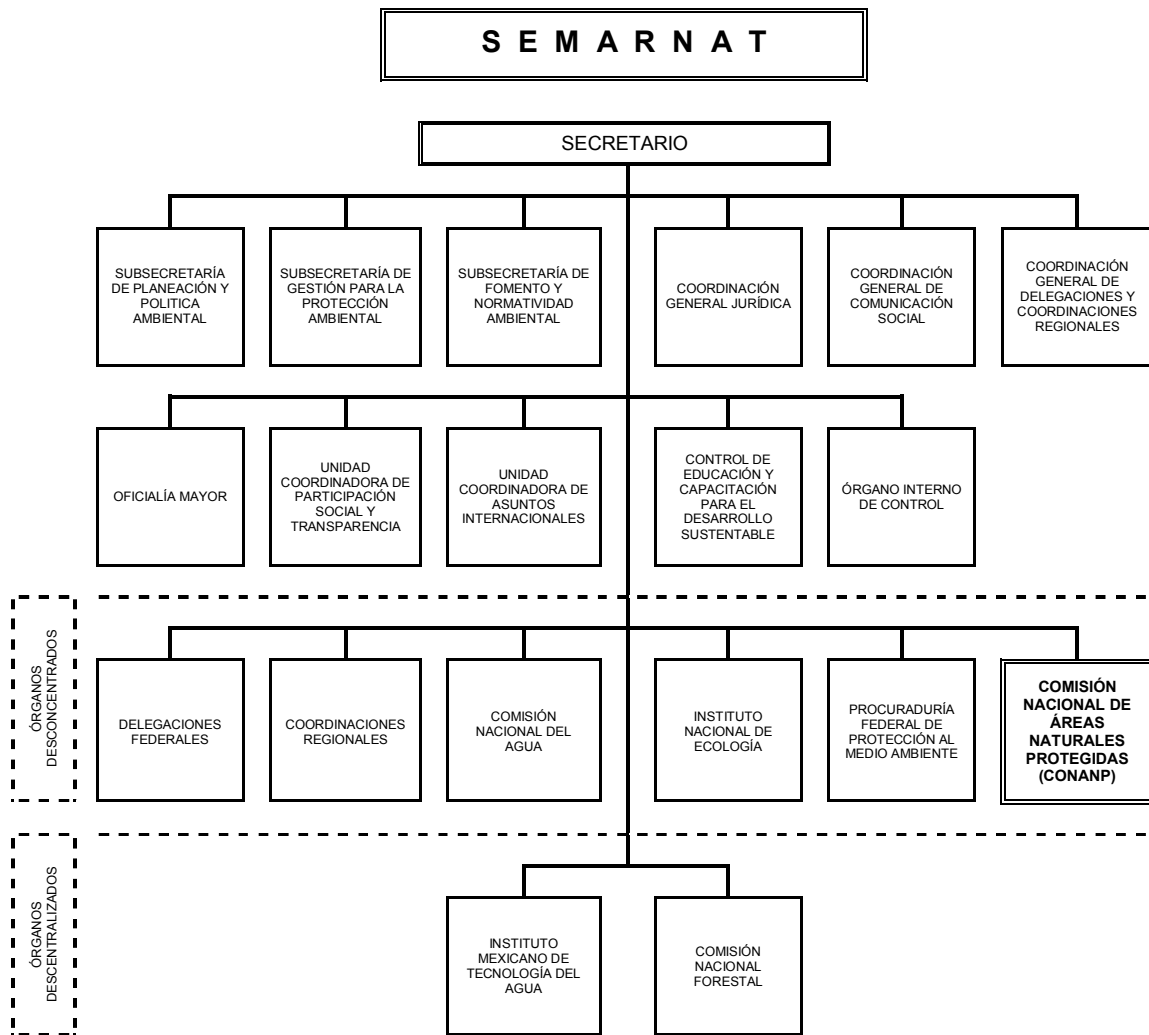 S E M A R N A T
SECRETARIO
SUBSECRETARÍA
DE PLANEACIÓN Y
POLITICA
AMBIENTAL
SUBSECRETARÍA DE
GESTIÓN PARA LA
PROTECCIÓN
AMBIENTAL
SUBSECRETARÍA DE
FOMENTO Y
NORMATIVIDAD
AMBIENTAL
COORDINACIÓN
GENERAL JURÍDICA
COORDINACIÓN
GENERAL DE
COMUNICACIÓN
SOCIAL
COORDINACIÓN
GENERAL DE
DELEGACIONES Y
COORDINACIONES
REGIONALES
OFICIALÍA MAYOR
UNIDAD
COORDINADORA DE
PARTICIPACIÓN
SOCIAL Y
TRANSPARENCIA
UNIDAD
COORDINADORA DE
ASUNTOS
INTERNACIONALES
CONTROL DE
EDUCACIÓN Y
CAPACITACIÓN
PARA EL
DESARROLLO
SUSTENTABLE
ÓRGANO INTERNO
DE CONTROL
ÓRGANOS
DESCONCENTRADOS
DELEGACIONES
FEDERALES
COORDINACIONES
REGIONALES
COMISIÓN
NACIONAL DEL
AGUA
INSTITUTO
NACIONAL DE
ECOLOGÍA
PROCURADURÍA
FEDERAL DE
PROTECCIÓN AL
MEDIO AMBIENTE
COMISIÓN
NACIONAL DE
ÁREAS
NATURALES
PROTEGIDAS
(CONANP)
ÓRGANOS
DESCENTRALIZADOS
INSTITUTO
MEXICANO DE
TECNOLOGÍA DEL
AGUA
COMISIÓN
NACIONAL
FORESTAL